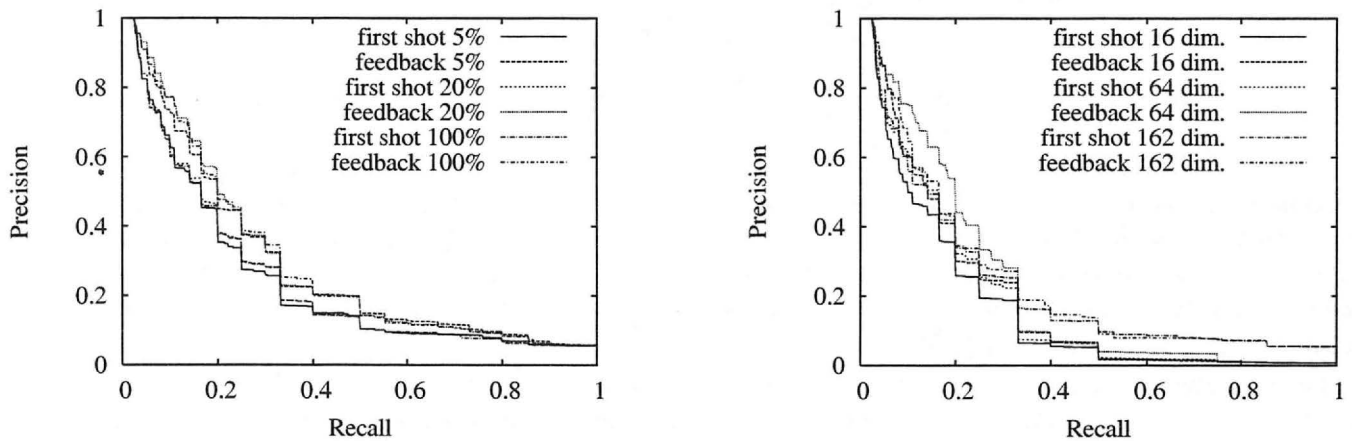 1
0.8
0.6
0.4
0.2
0
Precision
first shot 5%
feedback 5%
first shot 20%
feedback 20%
first shot 100%
feedback 100%
0 0.2 0.4 0.6 0.8 1
Recall
1
0.8
0.6
0.4
0.2
0
Precision
first shot 16 dim.
feedback 16 dim.
first shot 64 dim.
feedback 64 dim.
first shot 162 dim.
feedback 162 dim.
0 0.2 0.4 0.6 0.8 1
Recall